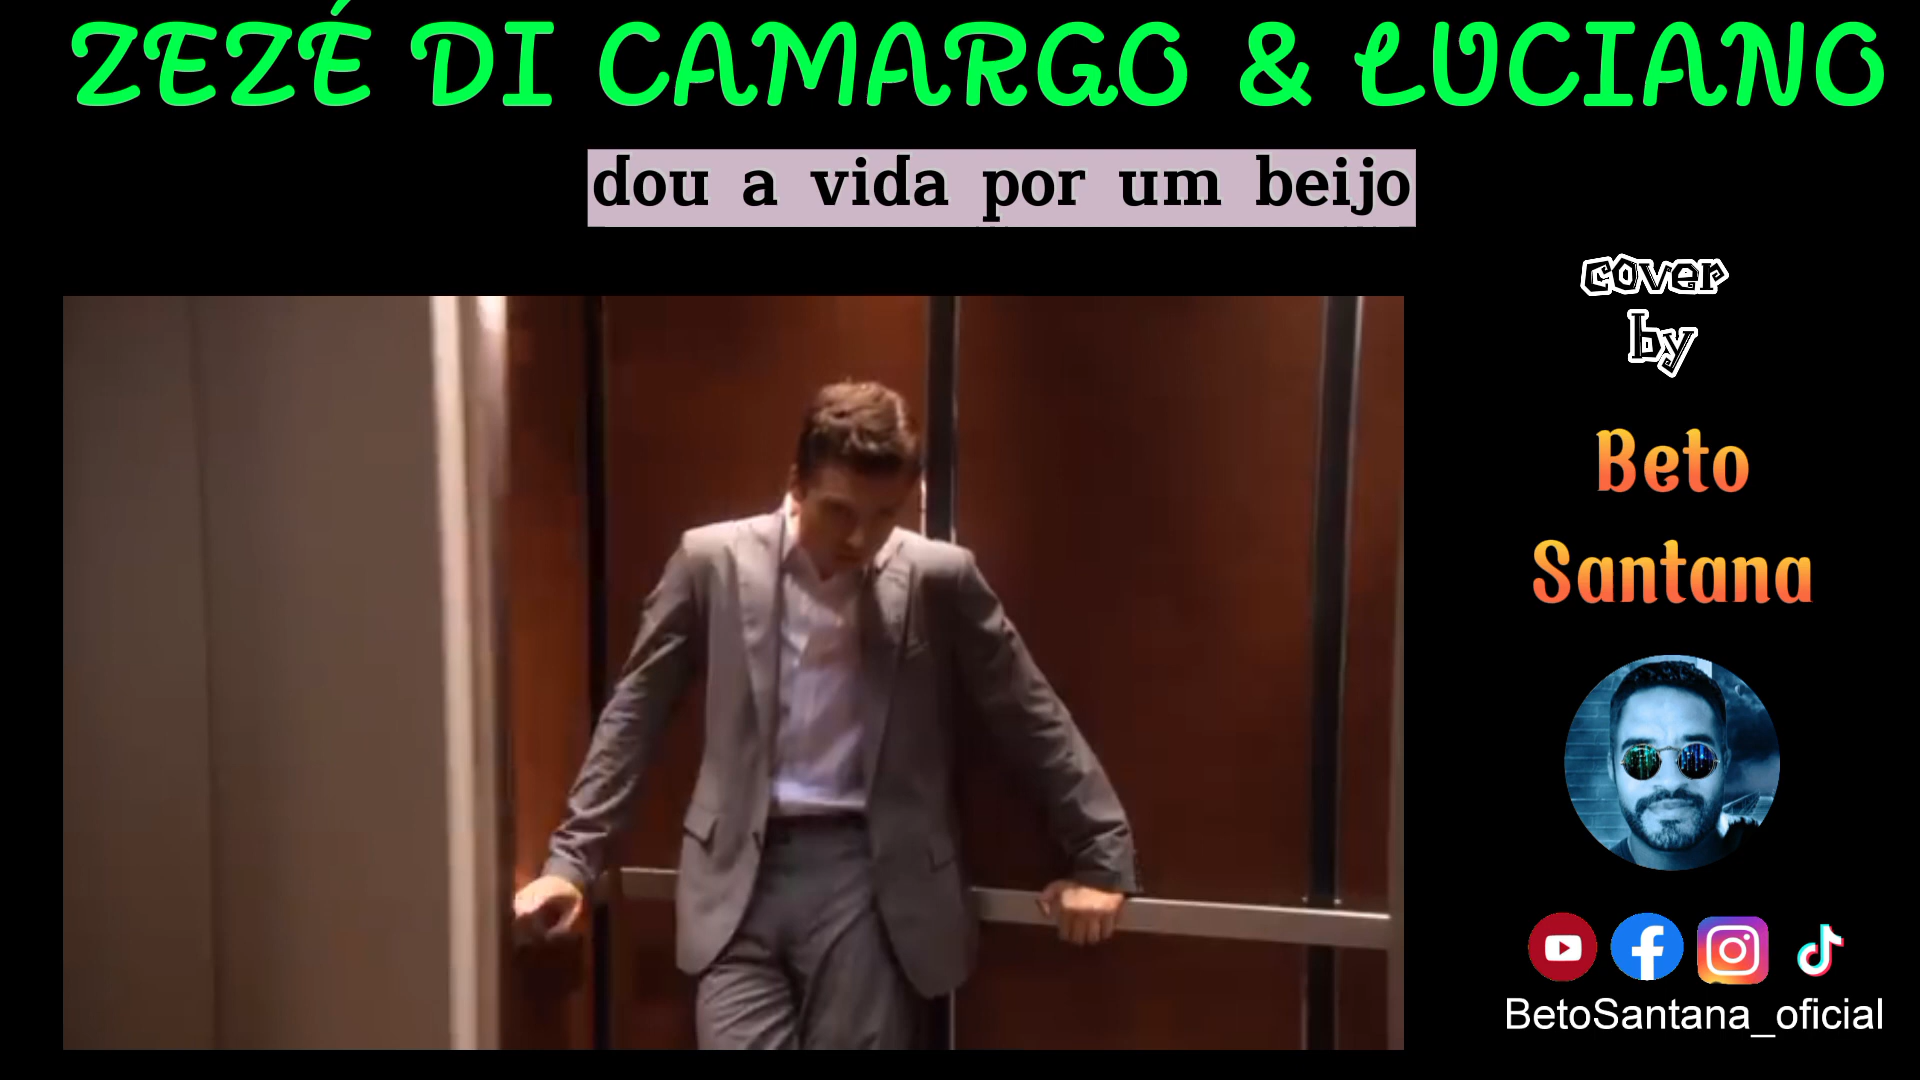 ZEZÉ DI CAMARGO & LUCIANO
dou a vida por um beijo
cover
by
Beto
Santana
BetoSantana_oficial